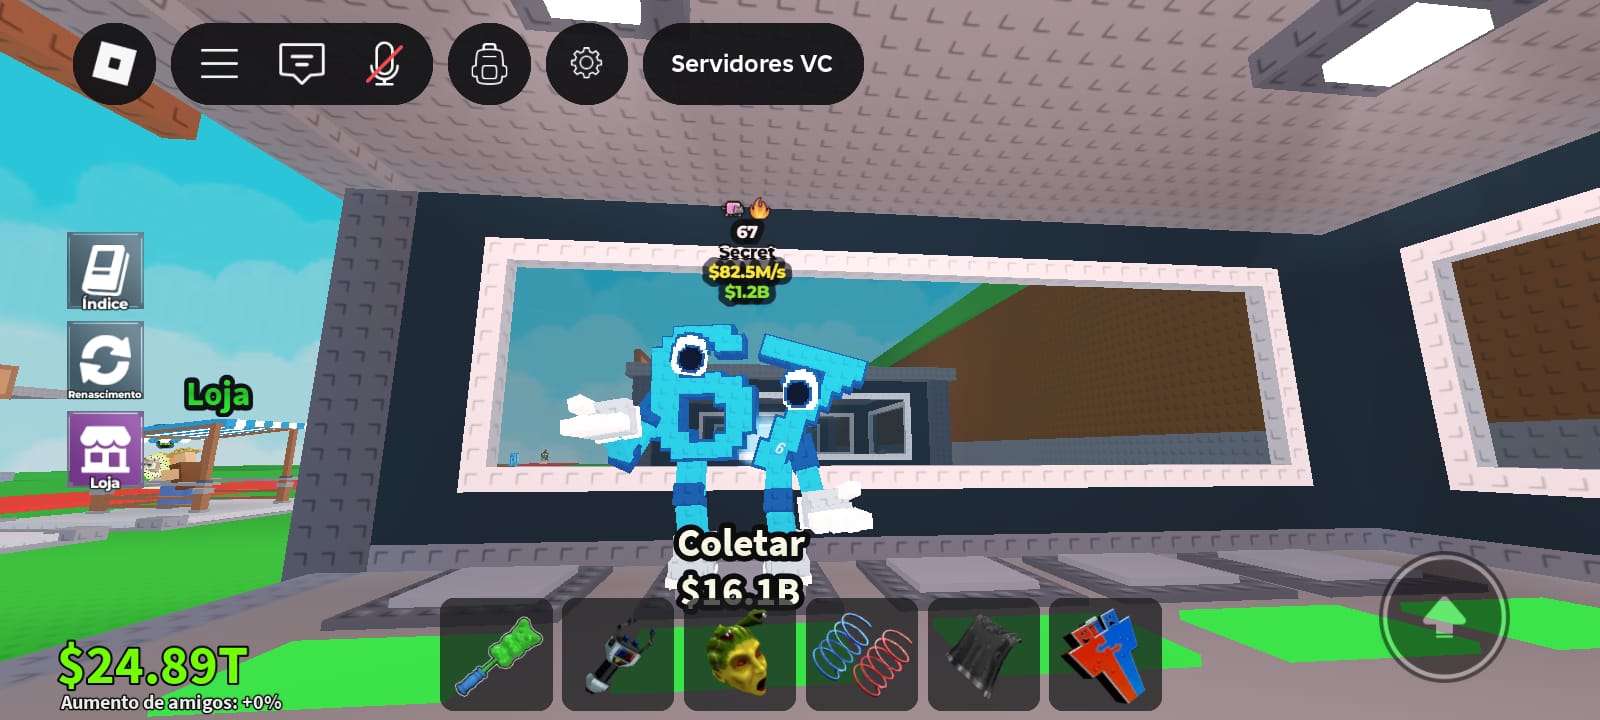 Servidores VC
67
Secret
$82.5M/s
$1.2B
Índice
Renascimento
Loja
Loja
6
Coletar
$16.1B
$24.89T
Aumento de amigos: +0%